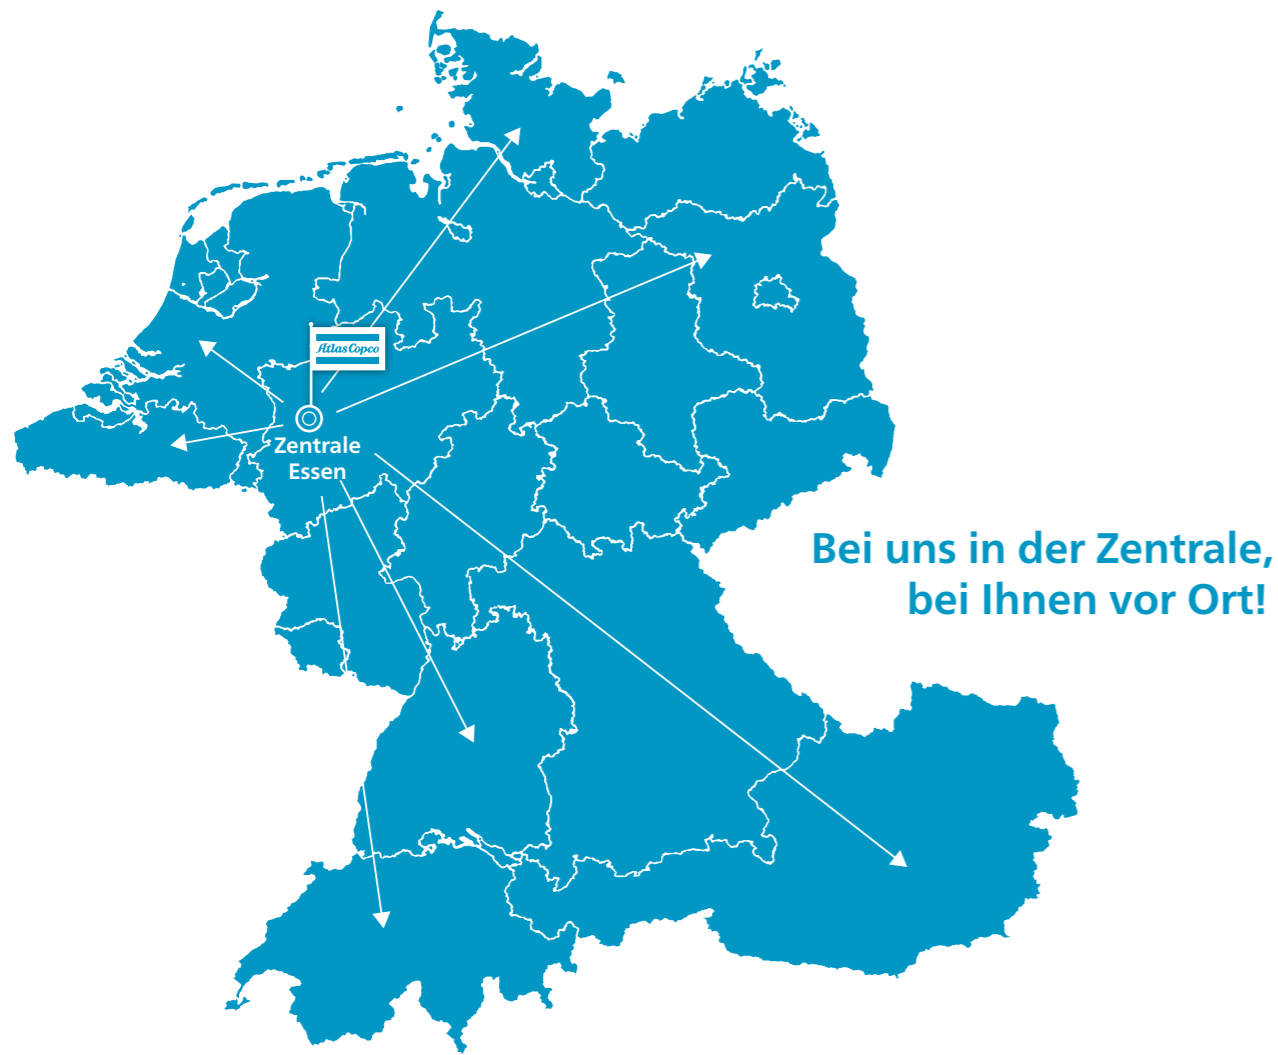 Atlas Copco
Zentrale
Essen
Bei uns in der Zentrale,
bei Ihnen vor Ort!